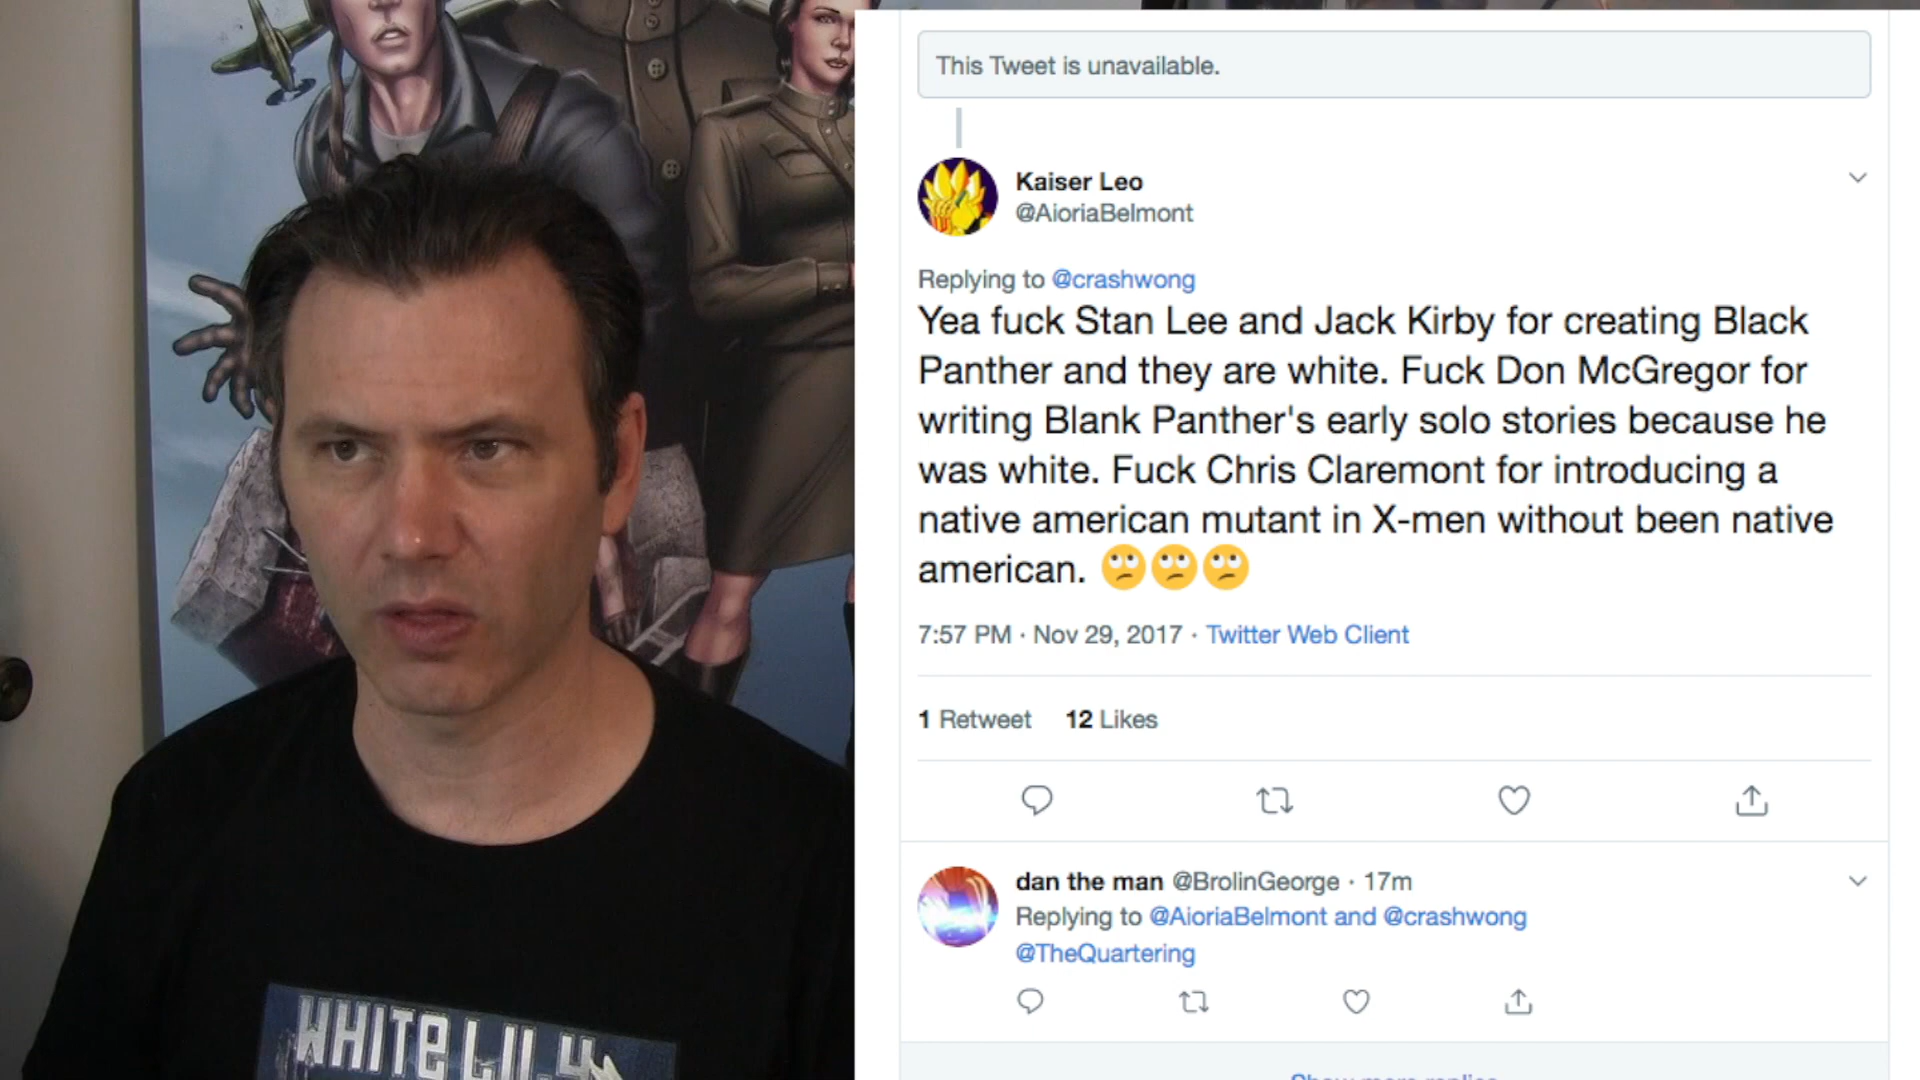 This Tweet is unavailable.
Kaiser Leo
@AioriaBelmont
Replying to @crashwong
Yea fuck Stan Lee and Jack Kirby for creating Black
Panther and they are white. Fuck Don McGregor for
writing Blank Panther's early solo stories because he
was white. Fuck Chris Claremont for introducing a
native american mutant in X-men without been native
american. 🙄🙄🙄
7:57 PM · Nov 29, 2017 · Twitter Web Client
1 Retweet 12 Likes
dan the man @BrolinGeorge · 17m
Replying to @AioriaBelmont and @crashwong
@TheQuartering
Show more replies
WHITE LILY